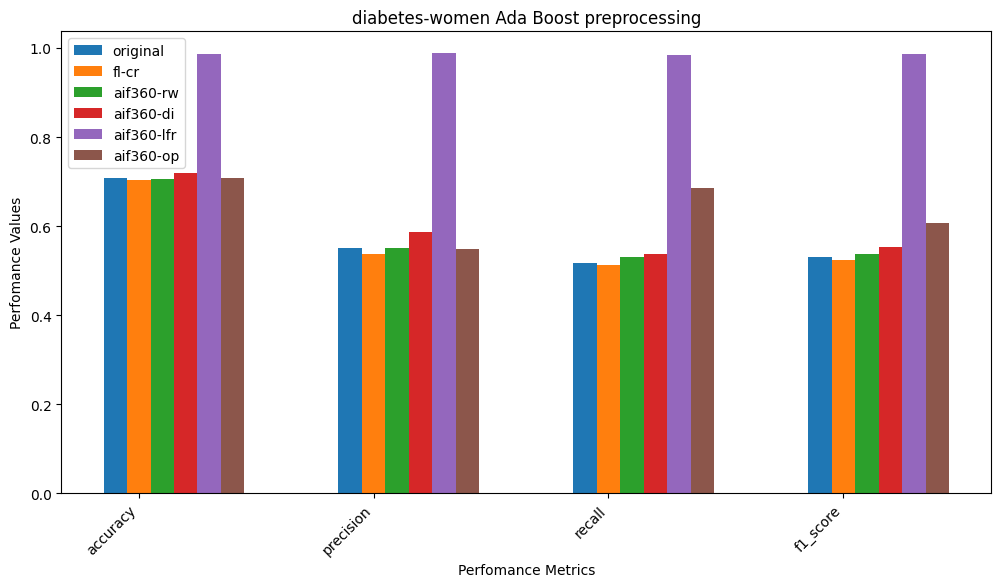 diabetes-women Ada Boost preprocessing
original
fl-cr
aif360-rw
aif360-di
aif360-lfr
aif360-op
Perfomance Values
1.0
0.8
0.6
0.4
0.2
0.0
accuracy
precision
recall
f1_score
Perfomance Metrics